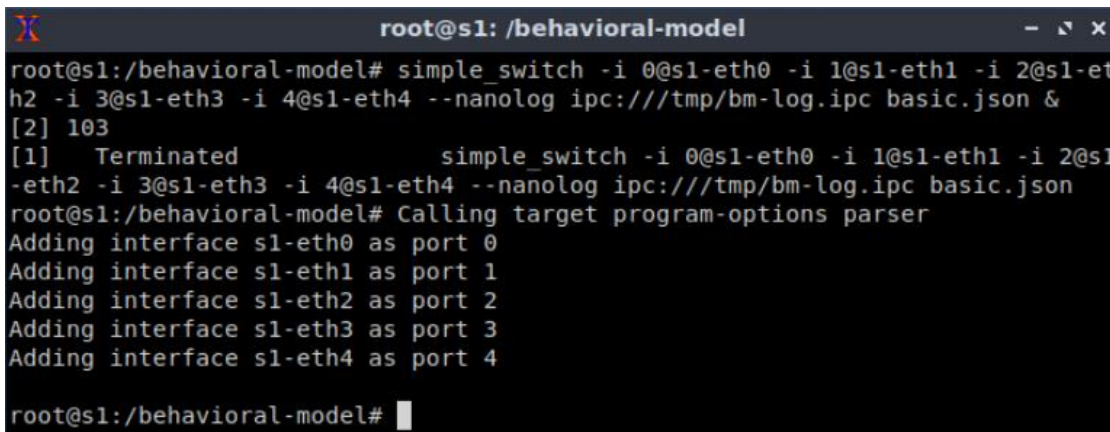 root@s1: /behavioral-model
root@s1:/behavioral-model# simple_switch -i 0@s1-eth0 -i 1@s1-eth1 -i 2@s1-et
h2 -i 3@s1-eth3 -i 4@s1-eth4 --nanolog ipc:///tmp/bm-log.ipc basic.json &
[2] 103
[1]   Terminated              simple_switch -i 0@s1-eth0 -i 1@s1-eth1 -i 2@s1
-eth2 -i 3@s1-eth3 -i 4@s1-eth4 --nanolog ipc:///tmp/bm-log.ipc basic.json
root@s1:/behavioral-model# Calling target program-options parser
Adding interface s1-eth0 as port 0
Adding interface s1-eth1 as port 1
Adding interface s1-eth2 as port 2
Adding interface s1-eth3 as port 3
Adding interface s1-eth4 as port 4
root@s1:/behavioral-model#